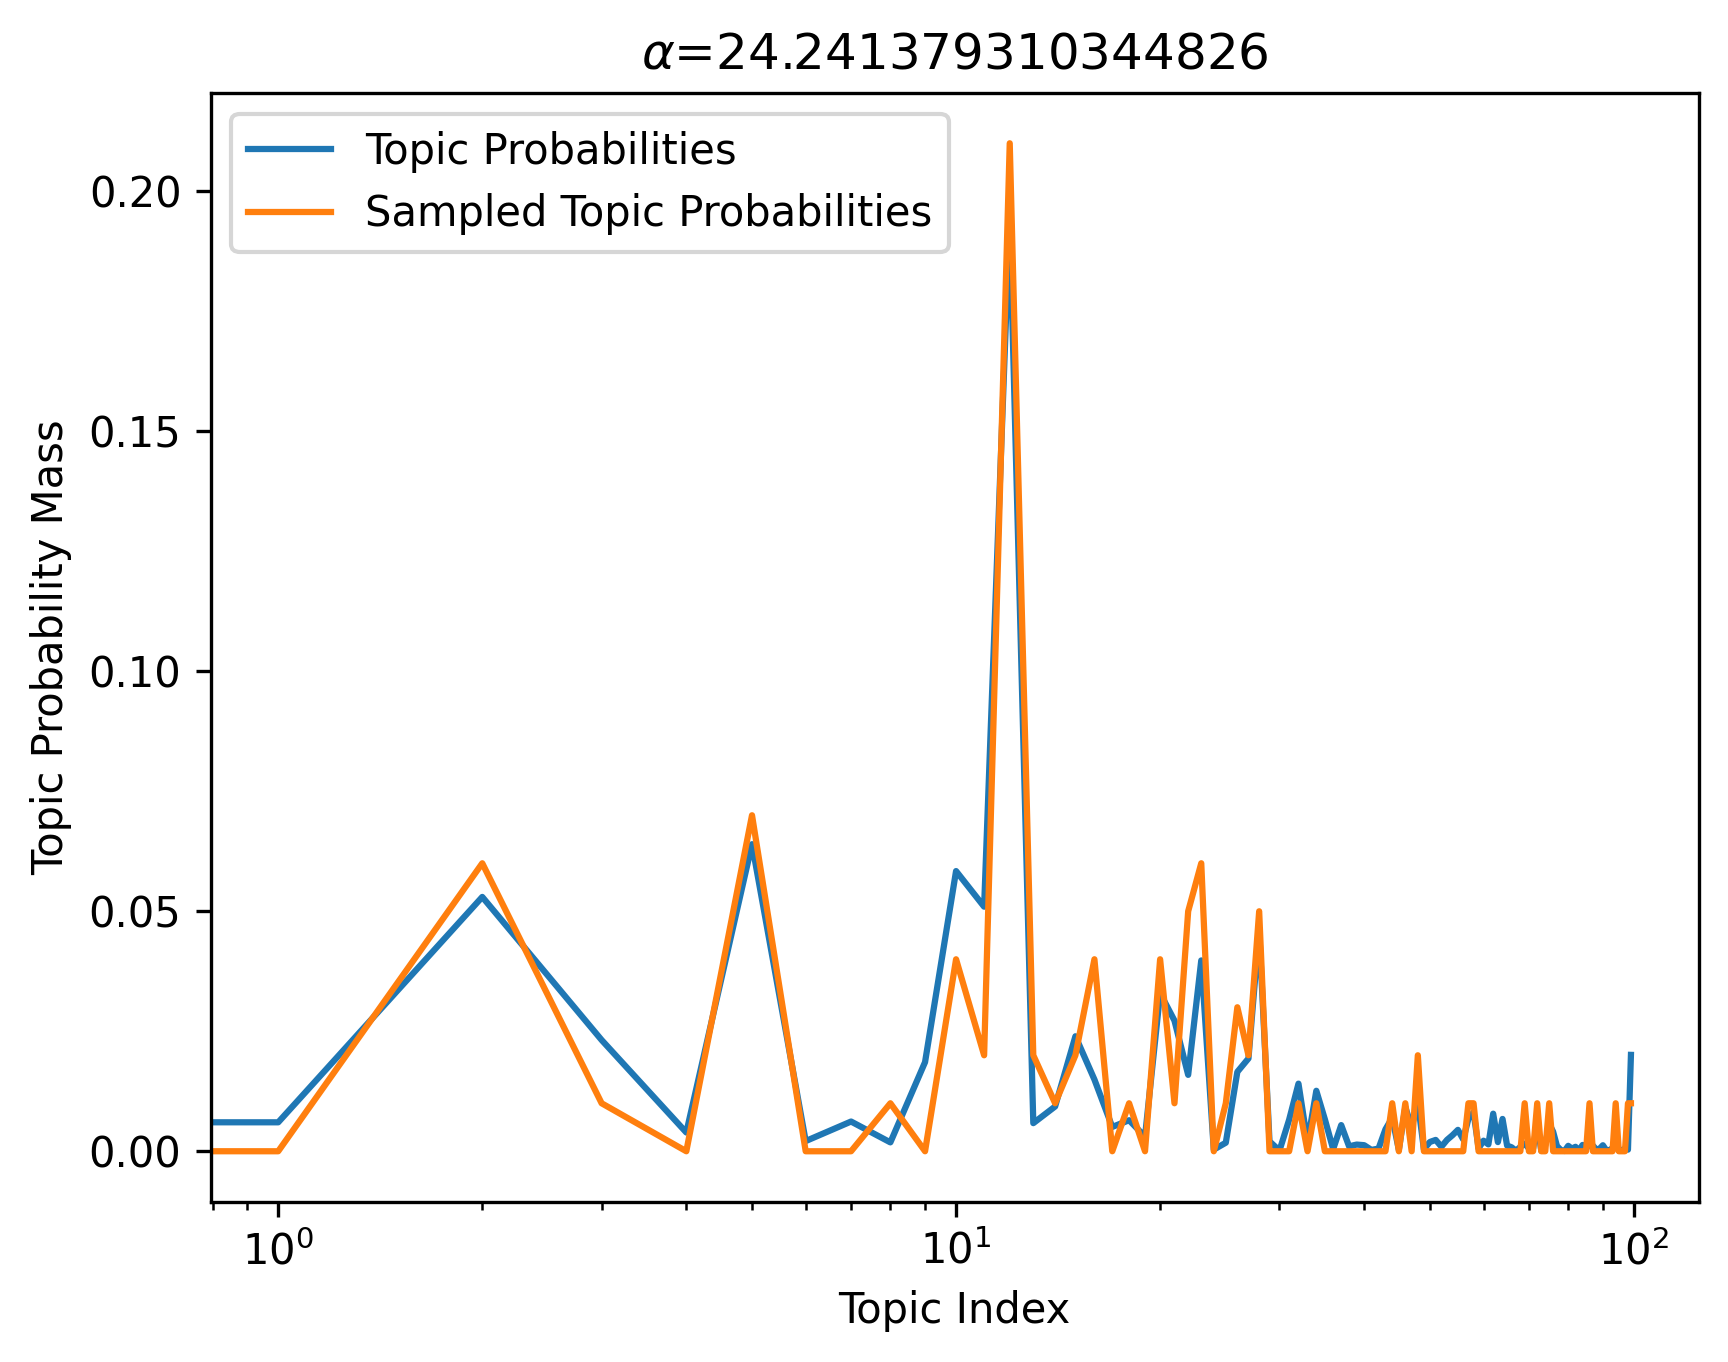 α=24.241379310344826
Topic Probabilities
Sampled Topic Probabilities
0.20
0.15
0.10
0.05
0.00
Topic Probability Mass
10⁰
10¹
10²
Topic Index